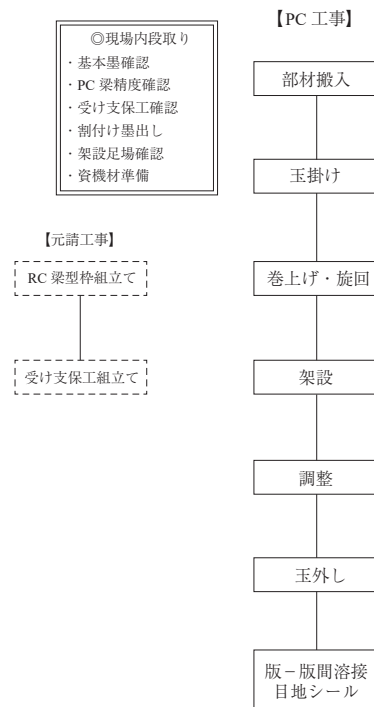 ◎現場内段取り
・基本墨確認
・PC 梁精度確認
・受け支保工確認
・割付け墨出し
・架設足場確認
・資機材準備
【元請工事】
RC 梁型枠組立て
受け支保工組立て
【PC 工事】
部材搬入
玉掛け
巻上げ・旋回
架設
調整
玉外し
版−版間溶接
目地シール